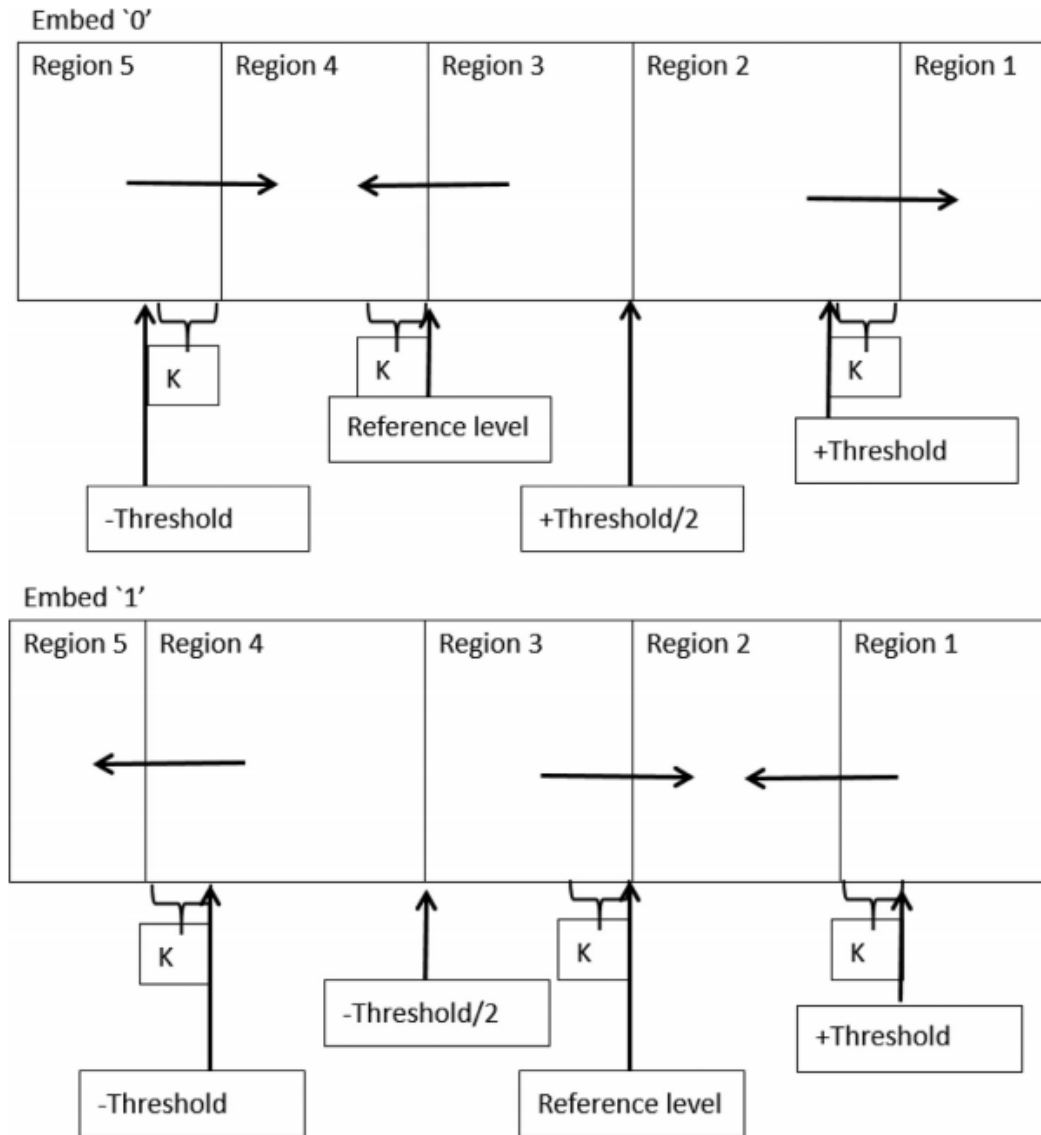 Embed `0’
Region 5 Region 4 Region 3 Region 2 Region 1
K K K
Reference level
+Threshold
-Threshold +Threshold/2
Embed `1’
Region 5 Region 4 Region 3 Region 2 Region 1
K K K
-Threshold/2 +Threshold
-Threshold Reference level